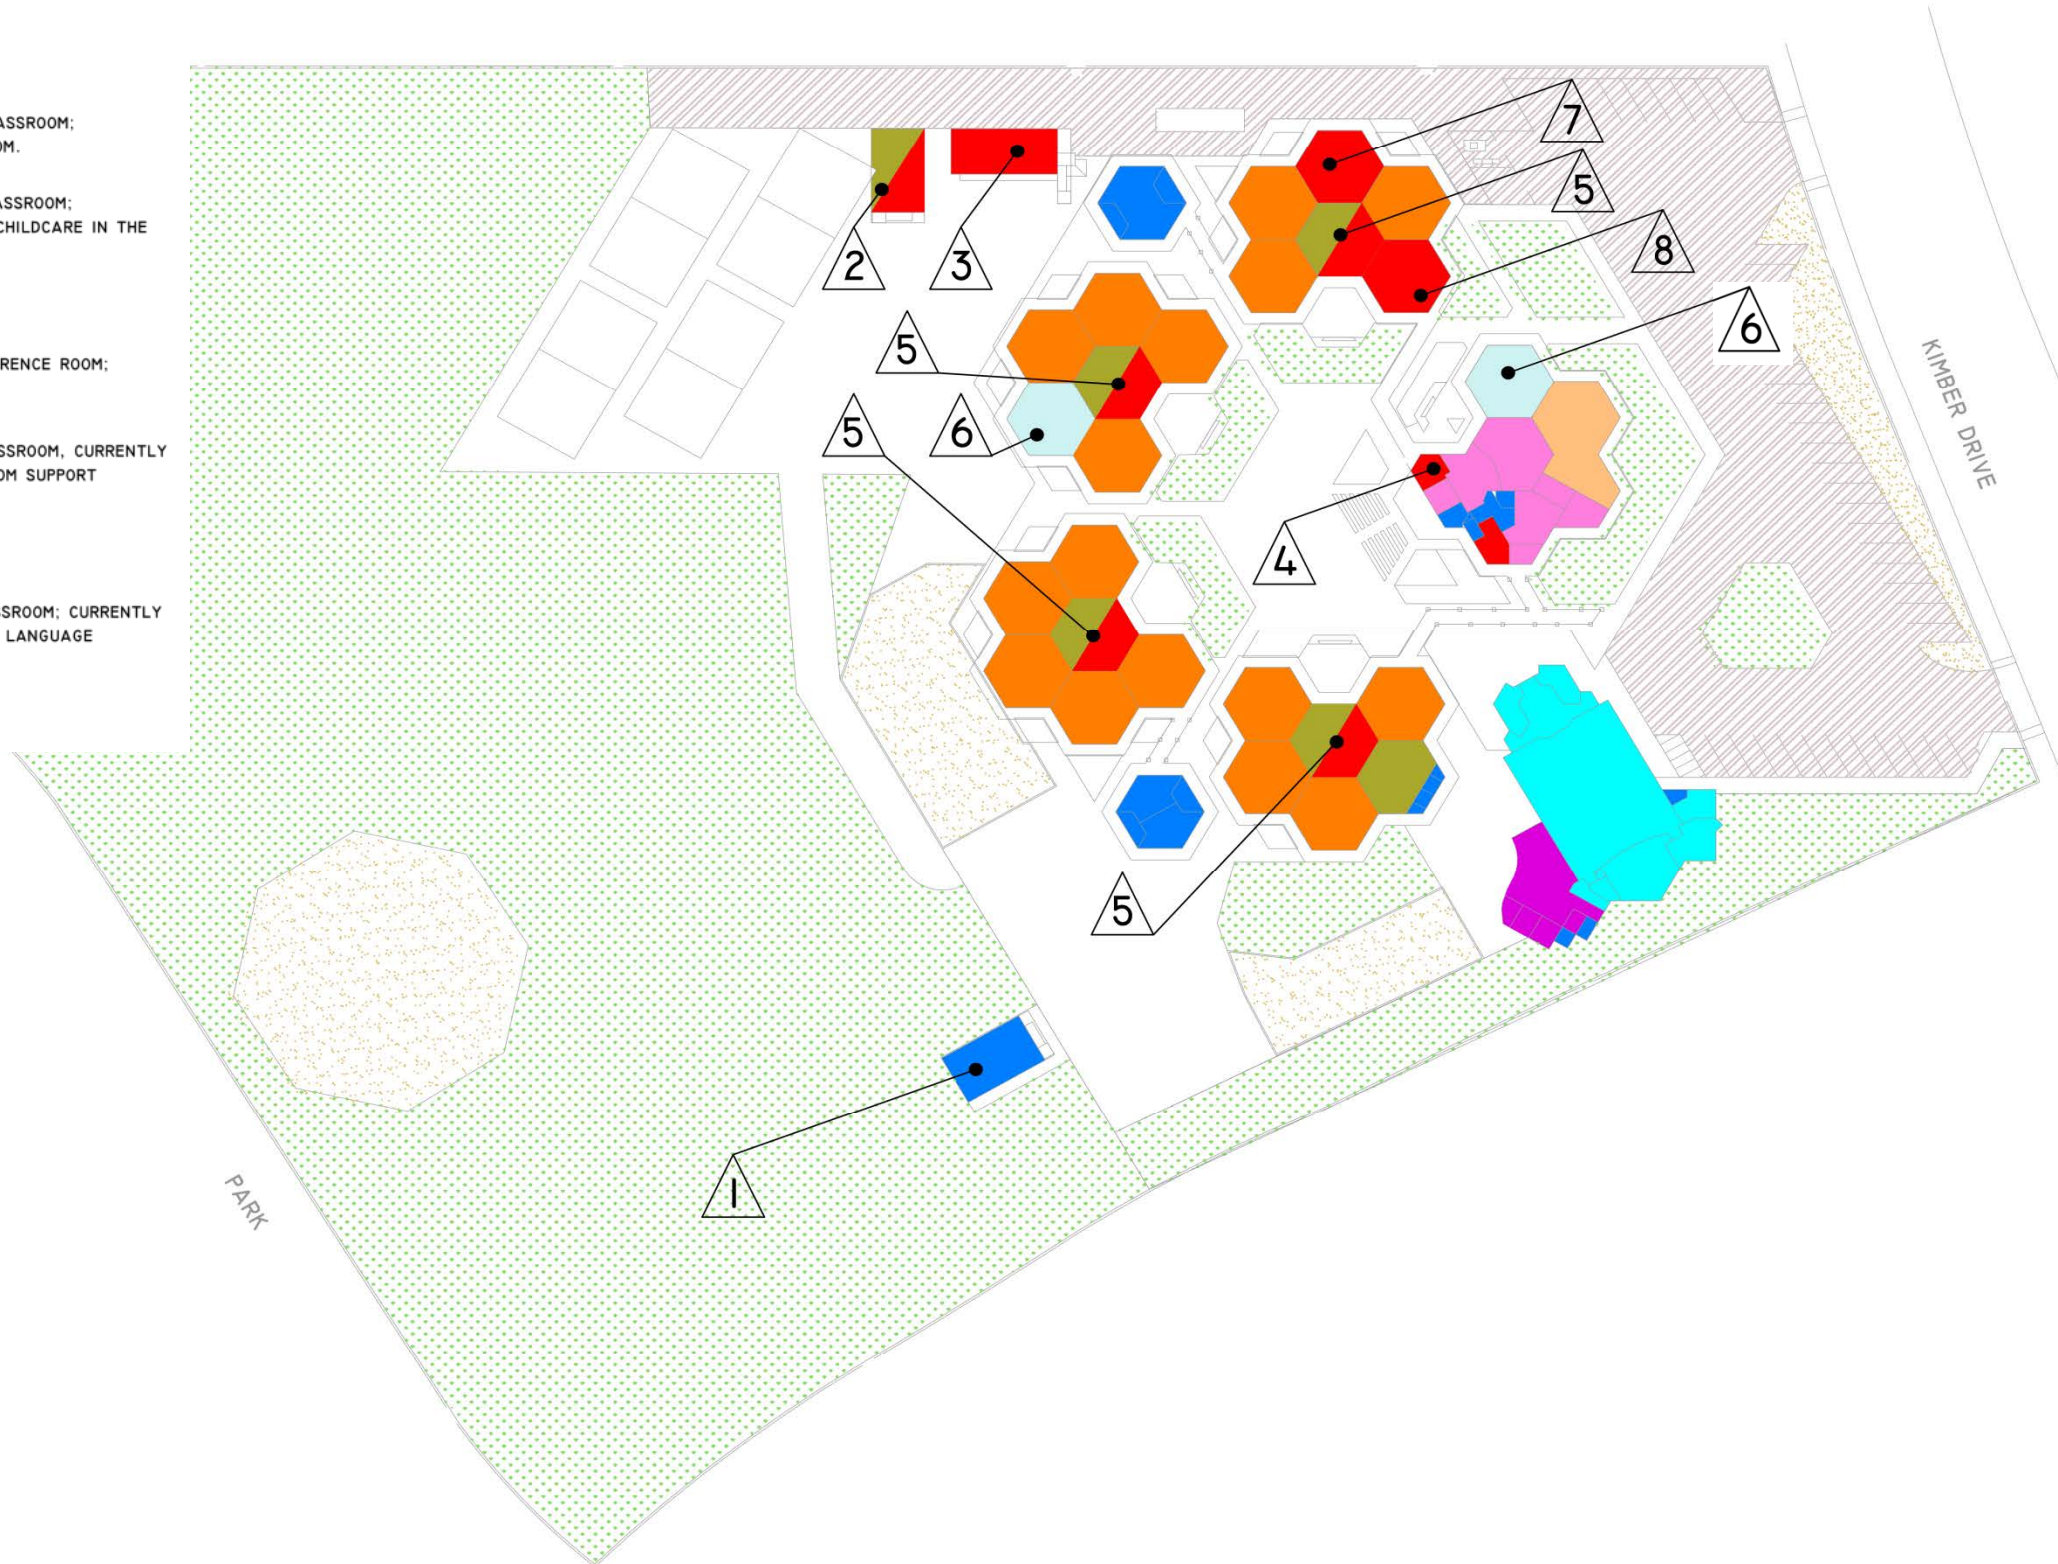 ASSROOM;
OM.
ASSROOM;
CHILDCARE IN THE
RENCE ROOM;
SSROOM, CURRENTLY
OM SUPPORT
SSROOM; CURRENTLY
LANGUAGE
7
5
8
2
3
6
5
5
6
4
KIMBER DRIVE
5
1
PARK